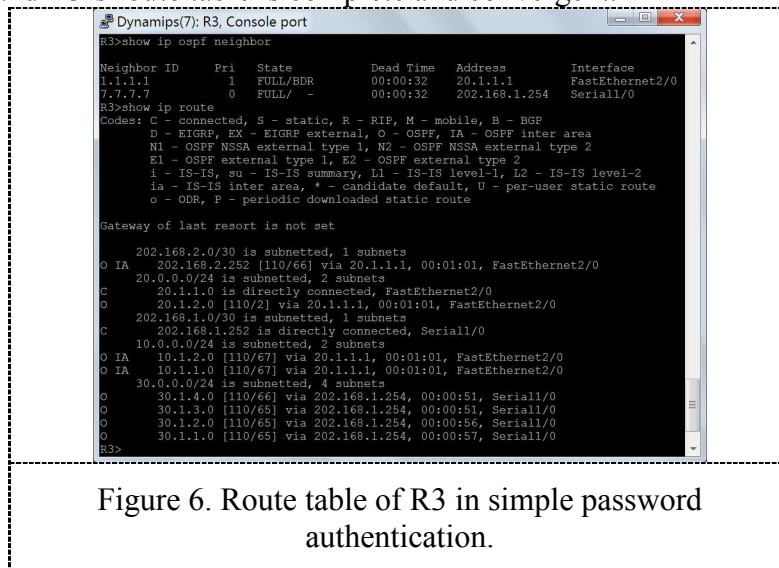 Dynamips(7): R3, Console port
R3>show ip ospf neighbor
Neighbor ID Pri State Dead Time Address Interface
1.1.1.1 1 FULL/BDR 00:00:32 20.1.1.1 FastEthernet2/0
7.7.7.7 0 FULL/ - 00:00:32 202.168.1.254 Serial1/0
R3>show ip route
Codes: C - connected, S - static, R - RIP, M - mobile, B - BGP
D - EIGRP, EX - EIGRP external, O - OSPF, IA - OSPF inter area
N1 - OSPF NSSA external type 1, N2 - OSPF NSSA external type 2
E1 - OSPF external type 1, E2 - OSPF external type 2
i - IS-IS, su - IS-IS summary, L1 - IS-IS level-1, L2 - IS-IS level-2
ia - IS-IS inter area, * - candidate default, U - per-user static route
o - ODR, P - periodic downloaded static route
Gateway of last resort is not set
202.168.2.0/30 is subnetted, 1 subnets
O IA 202.168.2.252 [110/66] via 20.1.1.1, 00:01:01, FastEthernet2/0
20.0.0.0/24 is subnetted, 2 subnets
C 20.1.1.0 is directly connected, FastEthernet2/0
O 20.1.2.0 [110/2] via 20.1.1.1, 00:01:01, FastEthernet2/0
202.168.1.0/30 is subnetted, 1 subnets
C 202.168.1.252 is directly connected, Serial1/0
10.0.0.0/24 is subnetted, 2 subnets
O IA 10.1.2.0 [110/67] via 20.1.1.1, 00:01:01, FastEthernet2/0
O IA 10.1.1.0 [110/67] via 20.1.1.1, 00:01:01, FastEthernet2/0
30.0.0.0/24 is subnetted, 4 subnets
O 30.1.4.0 [110/66] via 202.168.1.254, 00:00:51, Serial1/0
O 30.1.3.0 [110/65] via 202.168.1.254, 00:00:51, Serial1/0
O 30.1.2.0 [110/65] via 202.168.1.254, 00:00:56, Serial1/0
O 30.1.1.0 [110/65] via 202.168.1.254, 00:00:57, Serial1/0
R3>
Figure 6. Route table of R3 in simple password
authentication.